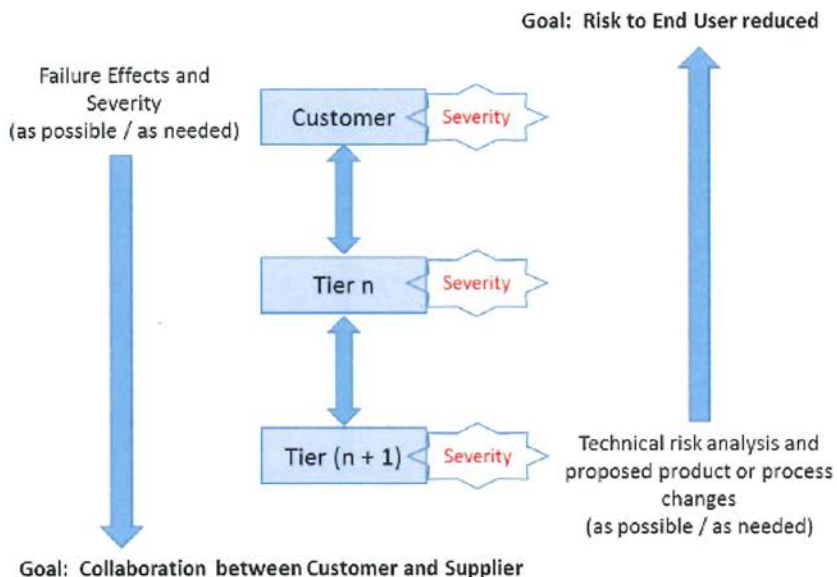 Goal: Risk to End User reduced
Failure Effects and
Severity
(as possible / as needed)
Customer
Severity
Tier n
Severity
Tier (n + 1)
Severity
Technical risk analysis and
proposed product or process
changes
(as possible / as needed)
Goal: Collaboration between Customer and Supplier